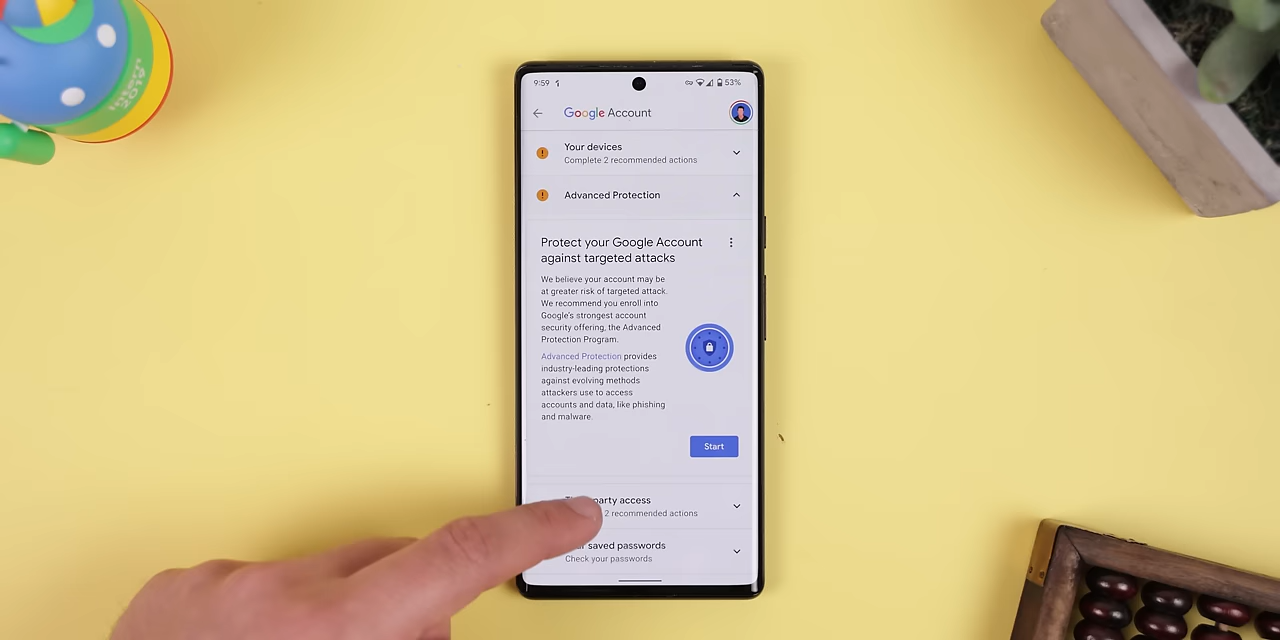 Intern
2019
9:59
53%
Google Account
Your devices
Complete 2 recommended actions
Advanced Protection
Protect your Google Account
against targeted attacks
We believe your account may be
at greater risk of targeted attack.
We recommend you enroll into
Google's strongest account
security offering, the Advanced
Protection Program.
Advanced Protection provides
industry-leading protections
against evolving methods
attackers use to access
accounts and data, like phishing
and malware.
Start
party access
2 recommended actions
saved passwords
Check your passwords